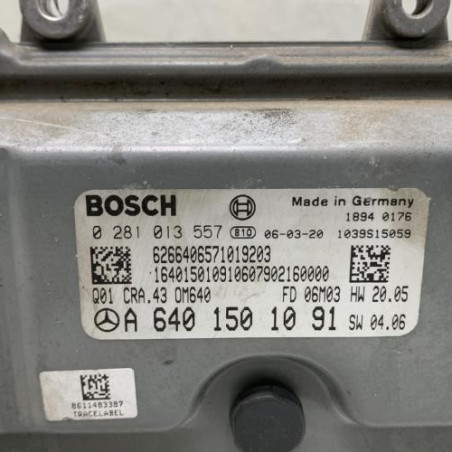 BOSCH
Made in Germany
1894 0176
0 281 013 557 810 06-03-20 1039S15059
6266406571019203
164015010910607902160000
Q01 CRA.43 OM640 FD 06M03 HW 20.05
A 640 150 10 91 SW 04.06
8611483387
TRACELABEL